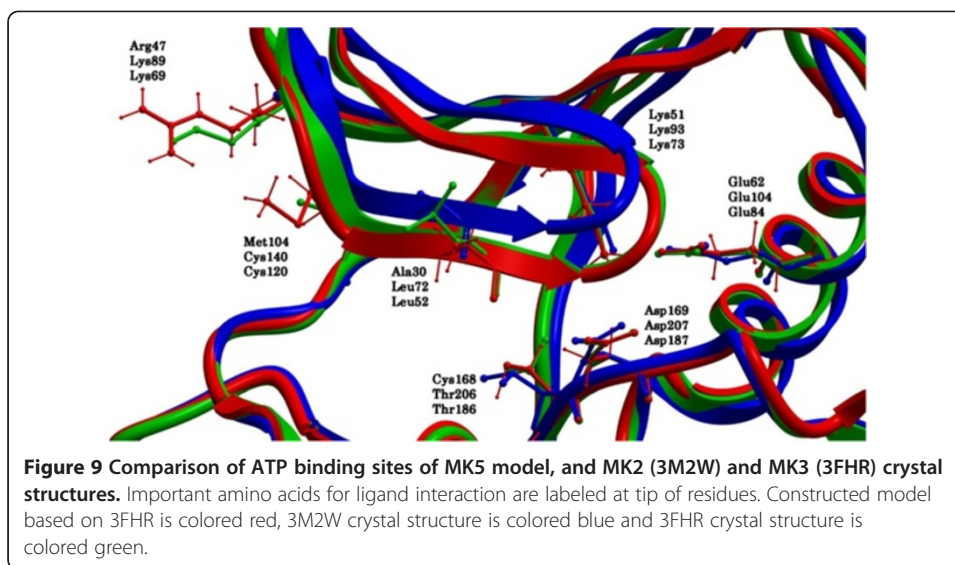 Arg47
Lys89
Lys69
Lys51
Lys93
Lys73
Glu62
Glu104
Glu84
Met104
Cys140
Cys120
Ala30
Leu72
Leu52
Asp169
Asp207
Asp187
Cys168
Thr206
Thr186
Figure 9 Comparison of ATP binding sites of MK5 model, and MK2 (3M2W) and MK3 (3FHR) crystal
structures. Important amino acids for ligand interaction are labeled at tip of residues. Constructed model
based on 3FHR is colored red, 3M2W crystal structure is colored blue and 3FHR crystal structure is
colored green.